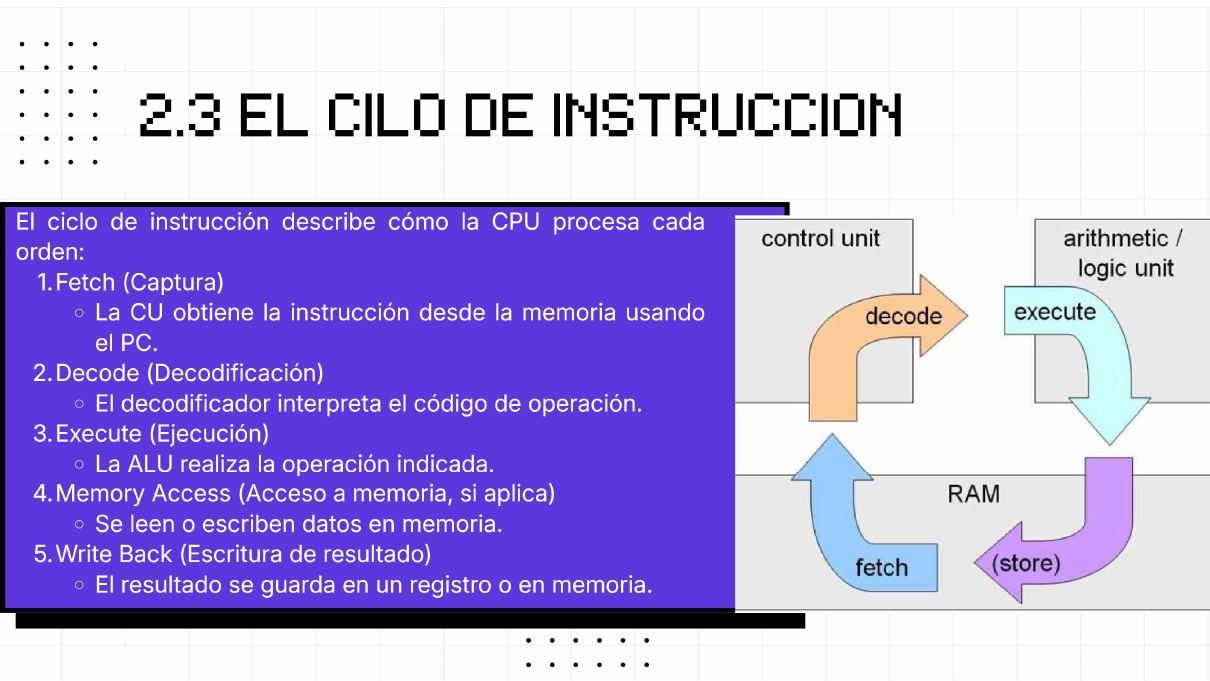 2.3 EL CILO DE INSTRUCCION
El ciclo de instrucción describe cómo la CPU procesa cada
orden:
1. Fetch (Captura)
○ La CU obtiene la instrucción desde la memoria usando
el PC.
2. Decode (Decodificación)
○ El decodificador interpreta el código de operación.
3. Execute (Ejecución)
○ La ALU realiza la operación indicada.
4. Memory Access (Acceso a memoria, si aplica)
○ Se leen o escriben datos en memoria.
5. Write Back (Escritura de resultado)
○ El resultado se guarda en un registro o en memoria.
control unit
arithmetic /
logic unit
decode
execute
RAM
fetch
(store)